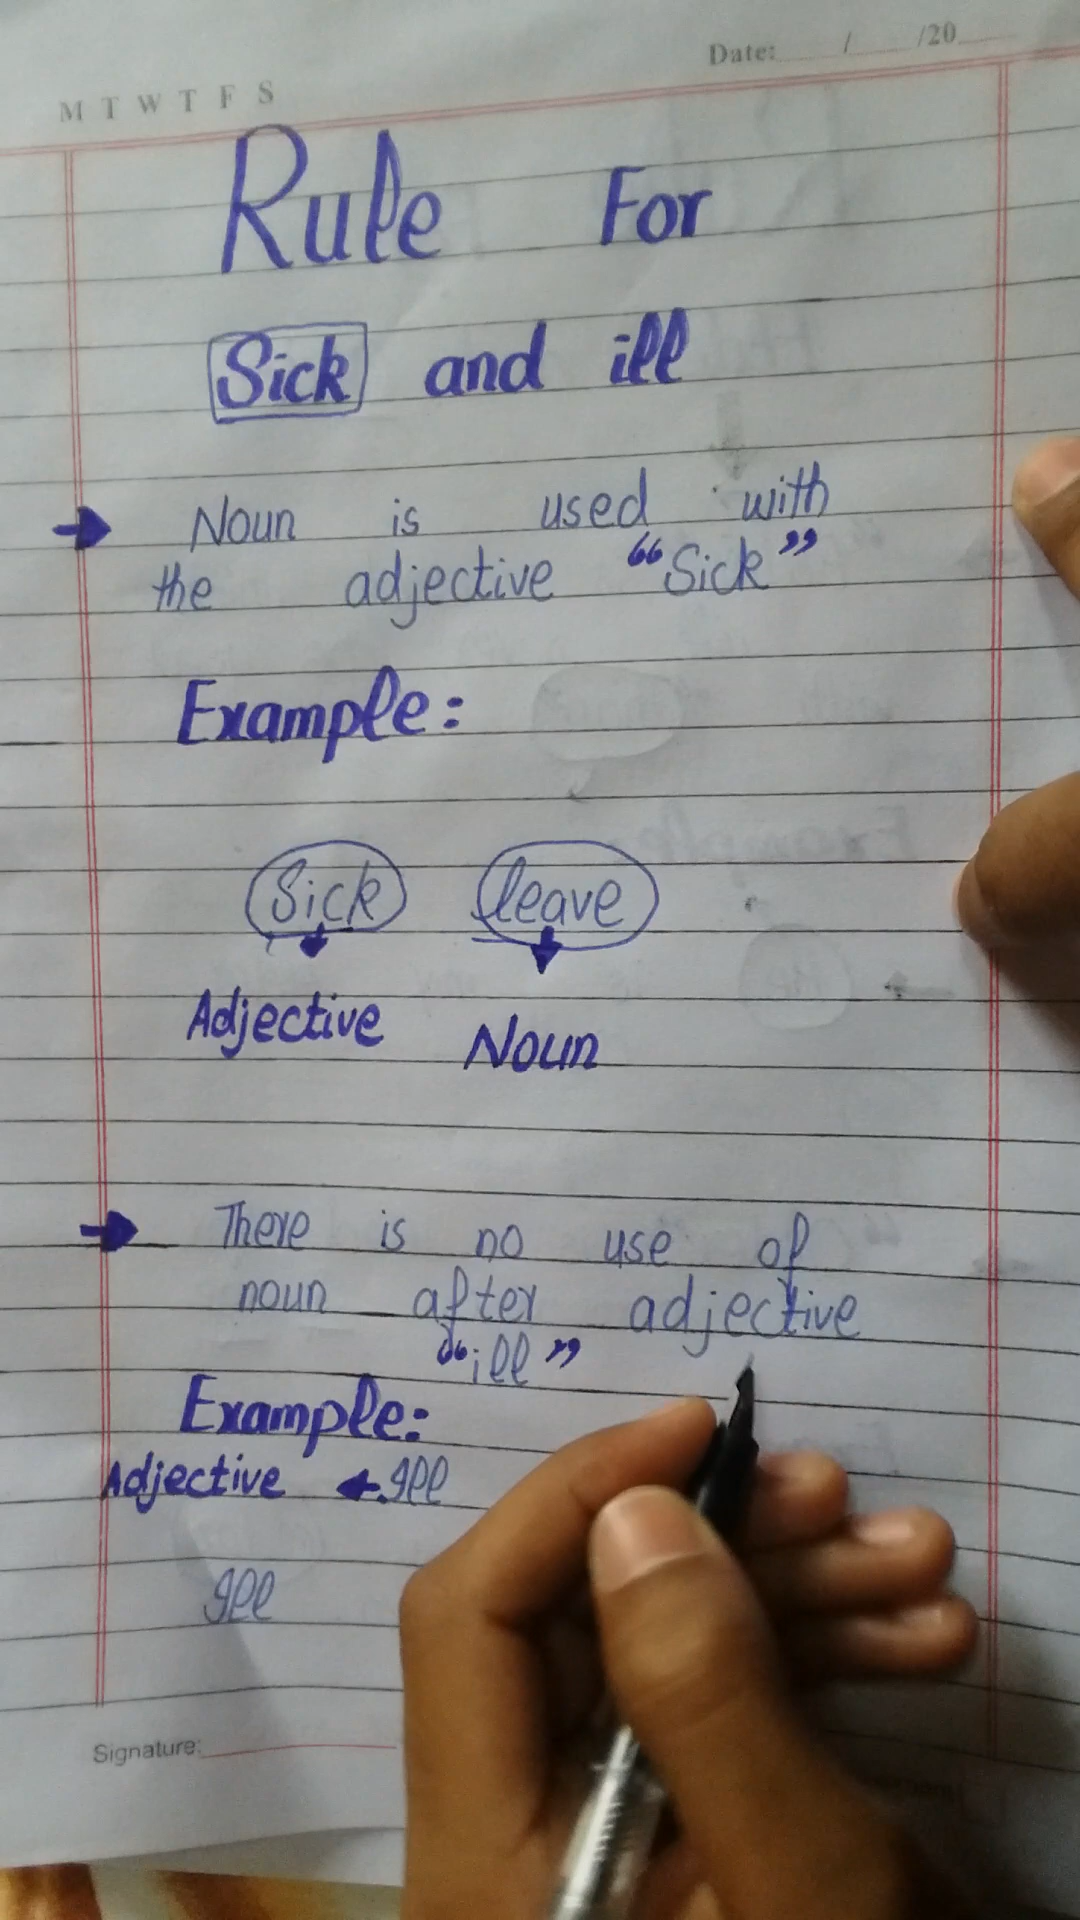 M T W T F S
Date: / /20
Rule For
Sick and ill
Noun is used with
the adjective "Sick"
Example:
Sick leave
Adjective Noun
There is no use of
noun after adjective
"ill"
Example:
Adjective ill
ill
Signature: